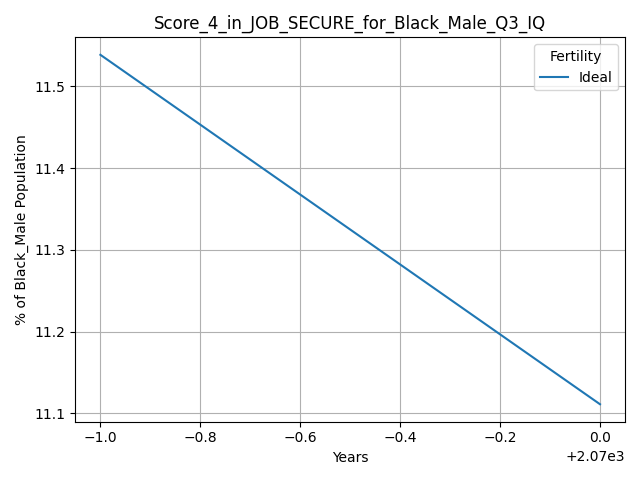 Score_4_in_JOB_SECURE_for_Black_Male_Q3_IQ
Fertility
Ideal
% of Black_Male Population
11.5
11.4
11.3
11.2
11.1
−1.0
−0.8
−0.6
−0.4
−0.2
0.0
Years
+2.07e3